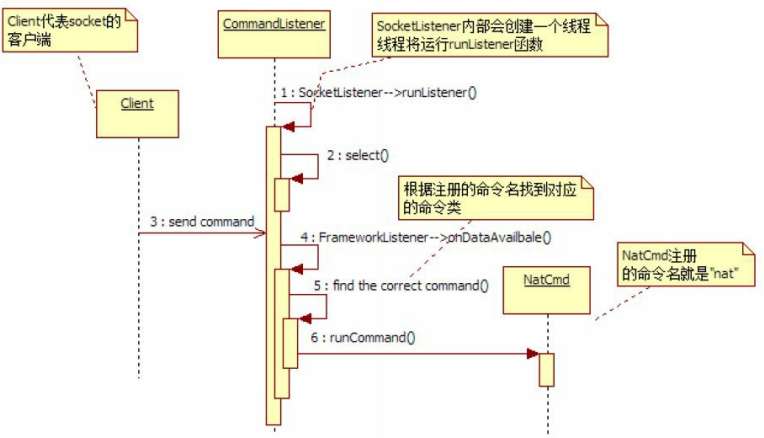 Client代表socket的
客户端
CommandListener
SocketListener内部会创建一个线程
线程将运行runListener函数
Client
1 : SocketListener-->runListener()
2 : select()
根据注册的命令名找到对应
的命令类
3 : send command
4 : FrameworkListener-->onDataAvailbale()
NatCmd注册
的命令名就是"nat"
5 : find the correct command()
NatCmd
6 : runCommand()